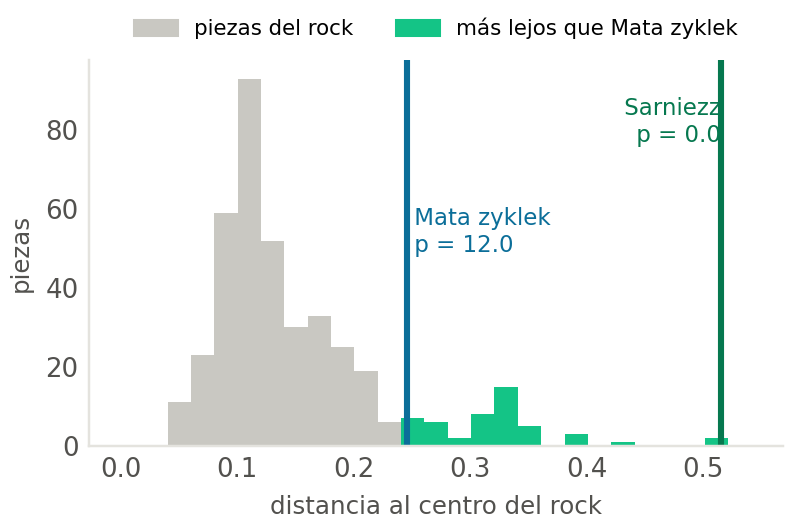 piezas del rock
más lejos que Mata zyklek
Sarniezz
p = 0.0
Mata zyklek
p = 12.0
piezas
80
60
40
20
0
0.0 0.1 0.2 0.3 0.4 0.5
distancia al centro del rock